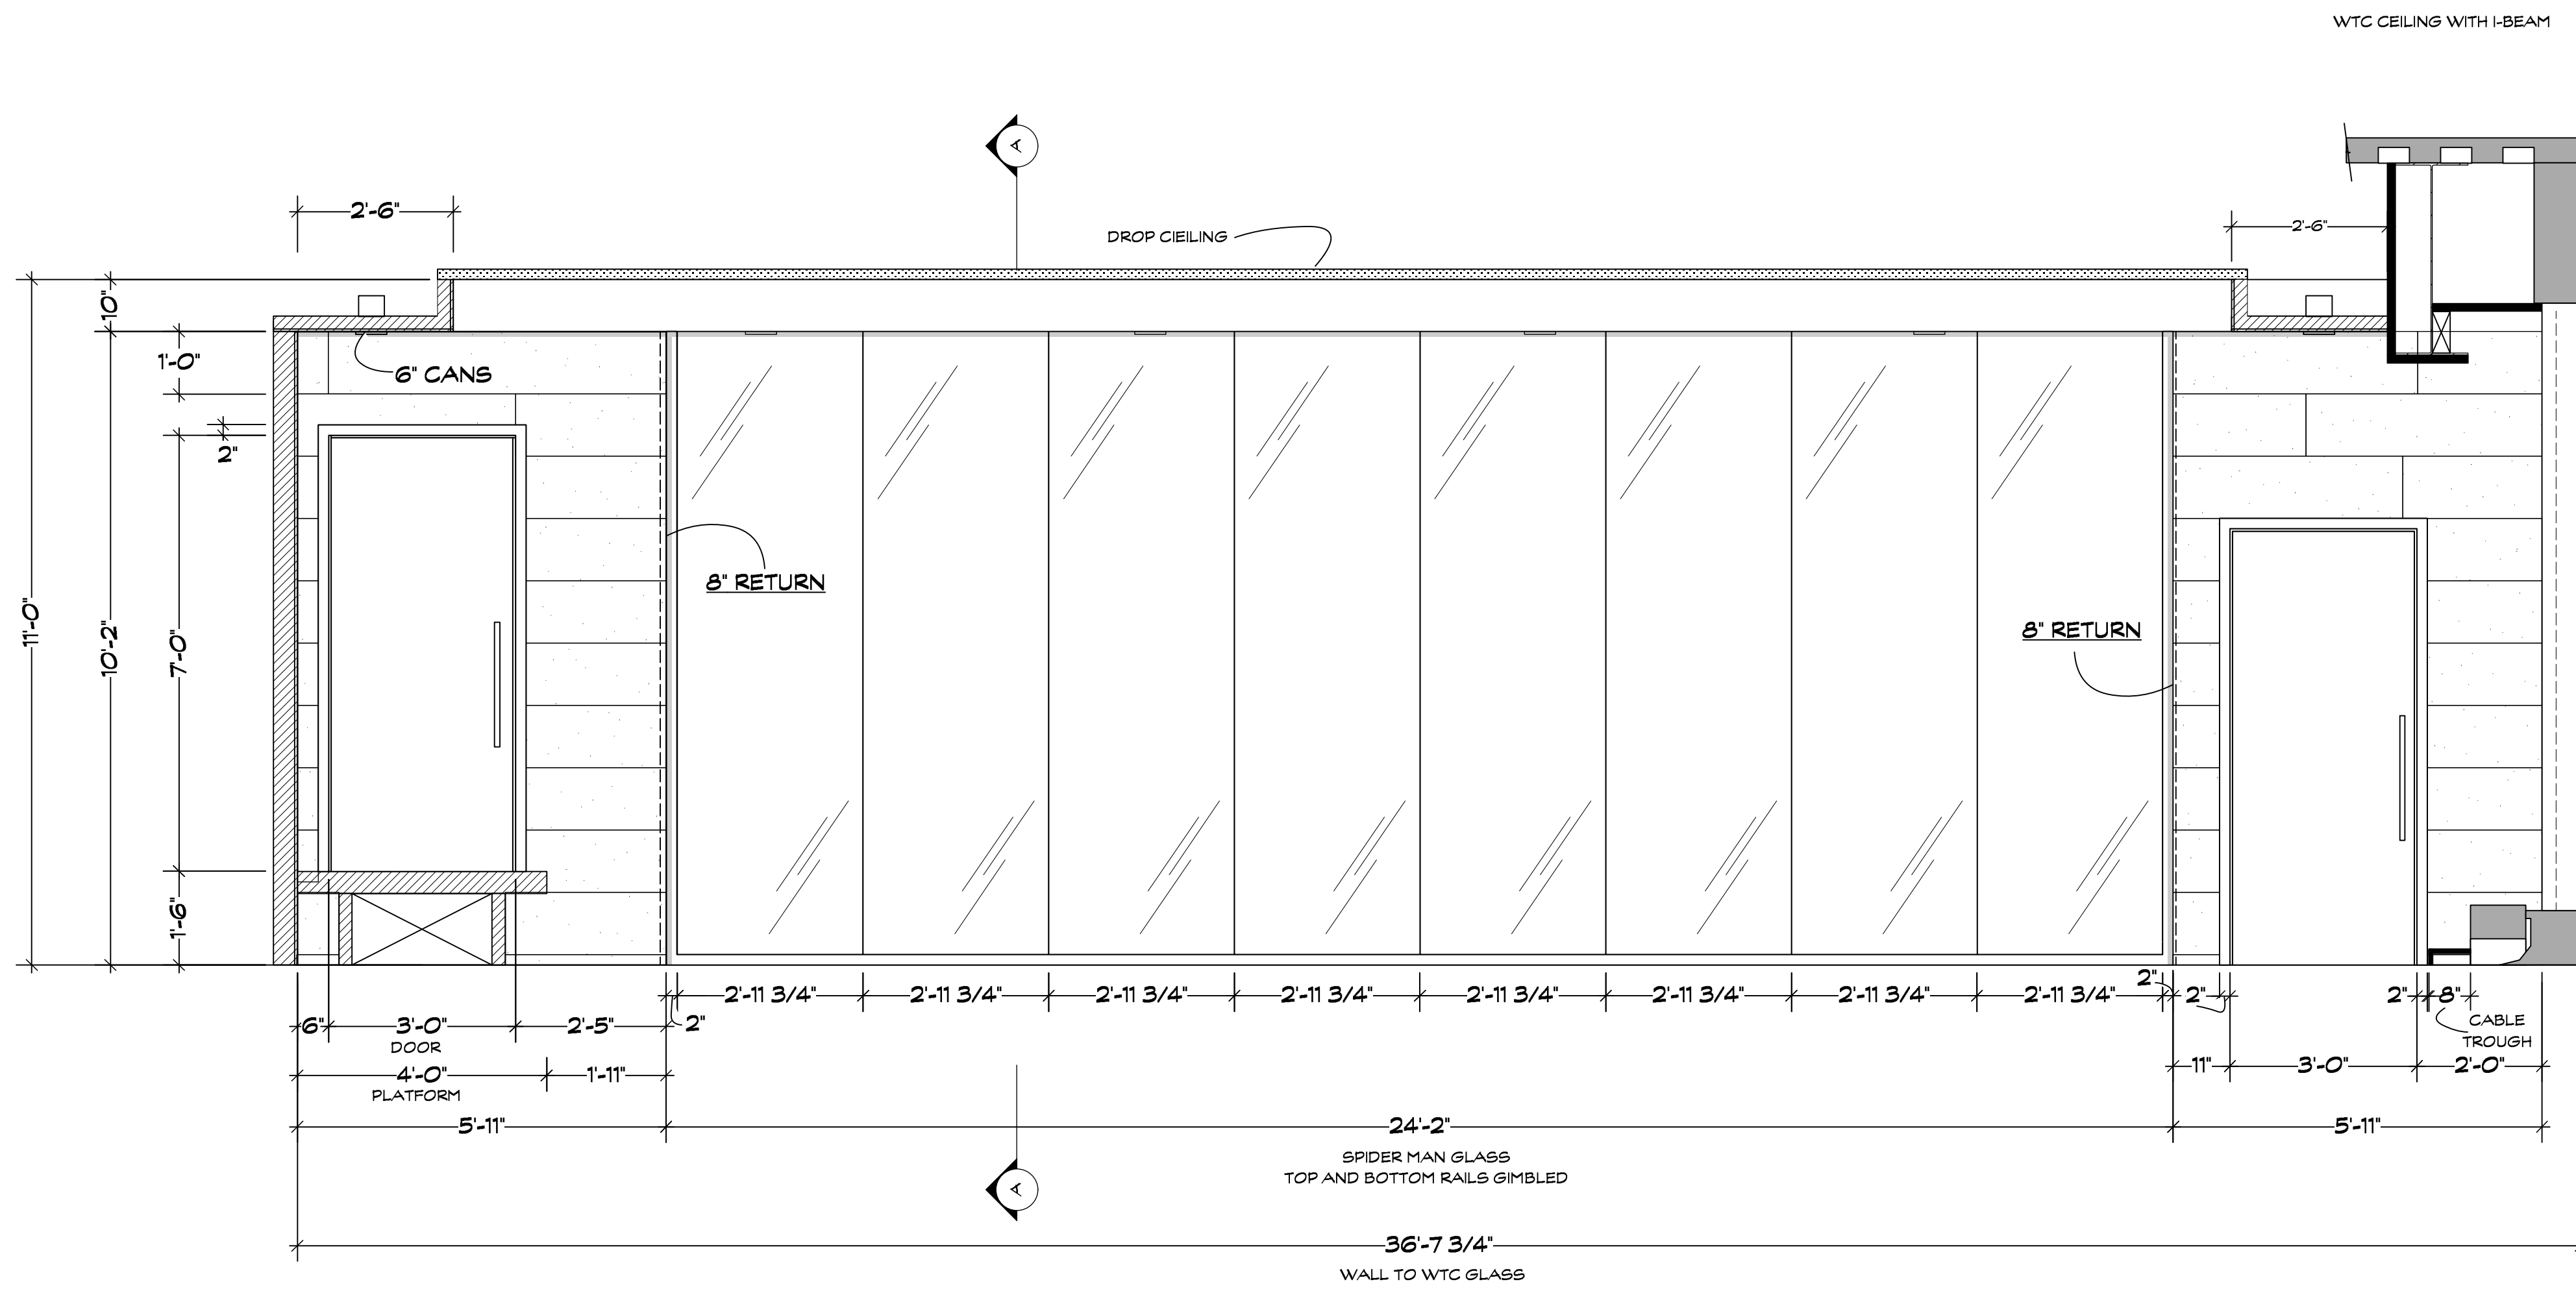 WTC CEILING WITH I-BEAM
A
2'-6"
2'-6"
DROP CIEILING
10"
1'-0"
6" CANS
2"
8" RETURN
11'-0"
10'-2"
7'-0"
8" RETURN
1'-6"
2'-11 3/4" 2'-11 3/4" 2'-11 3/4" 2'-11 3/4" 2'-11 3/4" 2'-11 3/4" 2'-11 3/4" 2'-11 3/4" 2" 2" 2" 8"
6" 3'-0" 2'-5" 2"
DOOR
CABLE
TROUGH
4'-0" 1'-11" 11" 3'-0" 2'-0"
PLATFORM
5'-11" 24'-2" 5'-11"
SPIDER MAN GLASS
TOP AND BOTTOM RAILS GIMBLED
A
36'-7 3/4"
WALL TO WTC GLASS